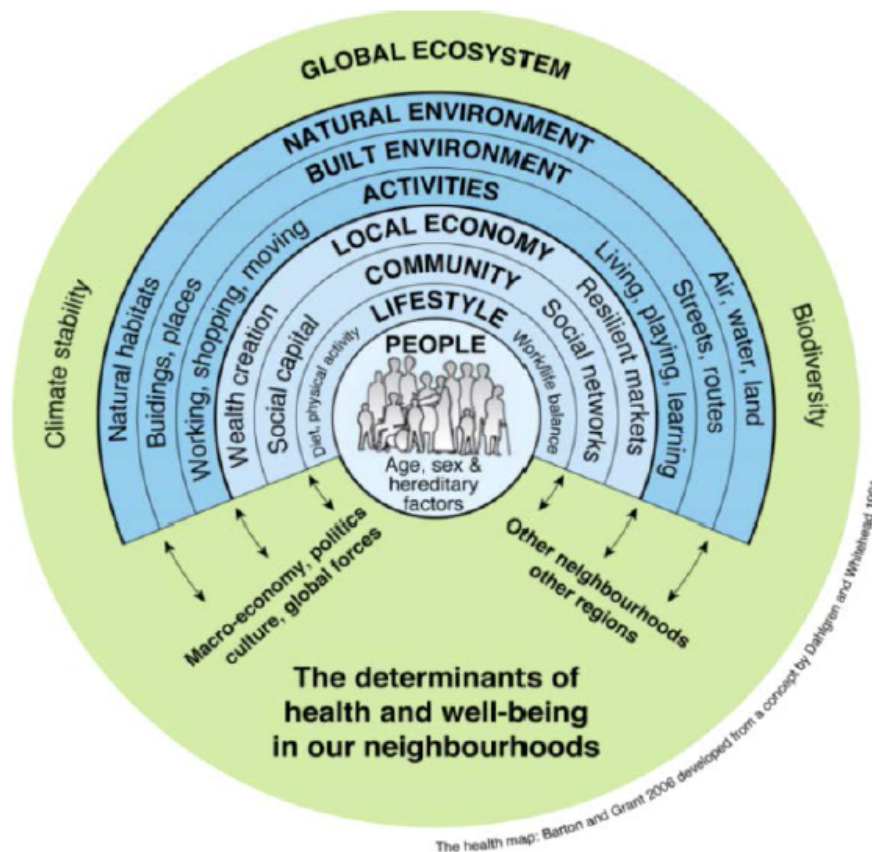 GLOBAL ECOSYSTEM
NATURAL ENVIRONMENT
BUILT ENVIRONMENT
ACTIVITIES
LOCAL ECONOMY
COMMUNITY
LIFESTYLE
PEOPLE
Age, sex &
hereditary
factors
Climate stability
Natural habitats
Buidings, places
Working, shopping, moving
Wealth creation
Social capital
Diet, physical activity
Work/life balance
Social networks
Resilient markets
Living, playing, learning
Streets, routes
Air, water, land
Biodiversity
Macro-economy, politics
culture, global forces
Other neighbourhoods
other regions
The determinants of
health and well-being
in our neighbourhoods
The health map: Barton and Grant 2006 developed from a concept by Dahlgren and Whitehead